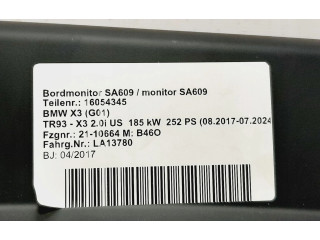 Bordmonitor SA609 / monitor SA609
Teilenr.: 16054345
BMW X3 (G01)
TR93 - X3 2.0i US 185 kW 252 PS (08.2017-07.2024
Fzgnr.: 21-10664 M: B46O
Fahrg.Nr.: LA13780
BJ: 04/2017